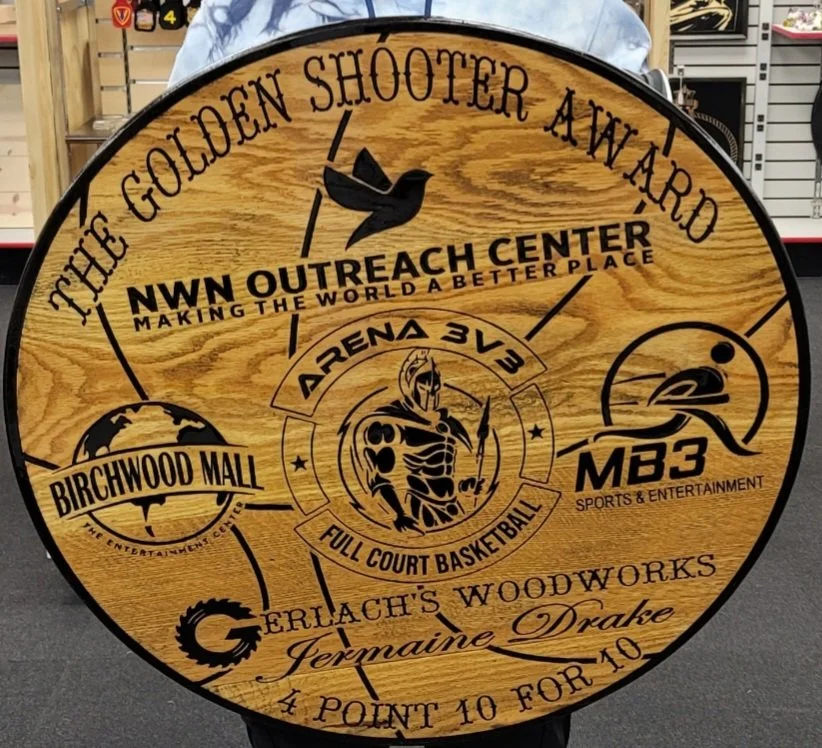 THE GOLDEN SHOOTER AWARD
NWN OUTREACH CENTER
MAKING THE WORLD A BETTER PLACE
ARENA 3V3
FULL COURT BASKETBALL
BIRCHWOOD MALL
THE ENTERTAINMENT CENTER
MB3
SPORTS & ENTERTAINMENT
GERLACH'S WOODWORKS
Jermaine Drake
4 POINT 10 FOR 10
4